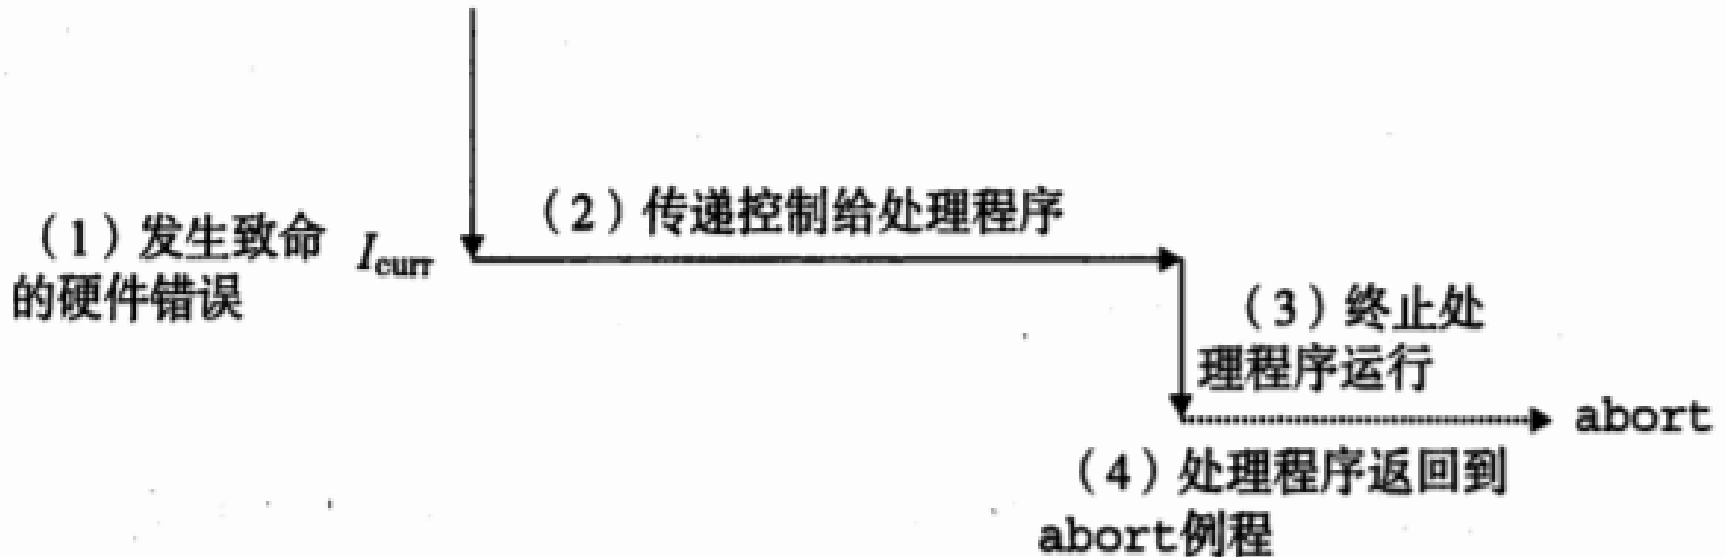 （1）发生致命
的硬件错误
Icurr
（2）传递控制给处理程序
（3）终止处
理程序运行
abort
（4）处理程序返回到
abort例程